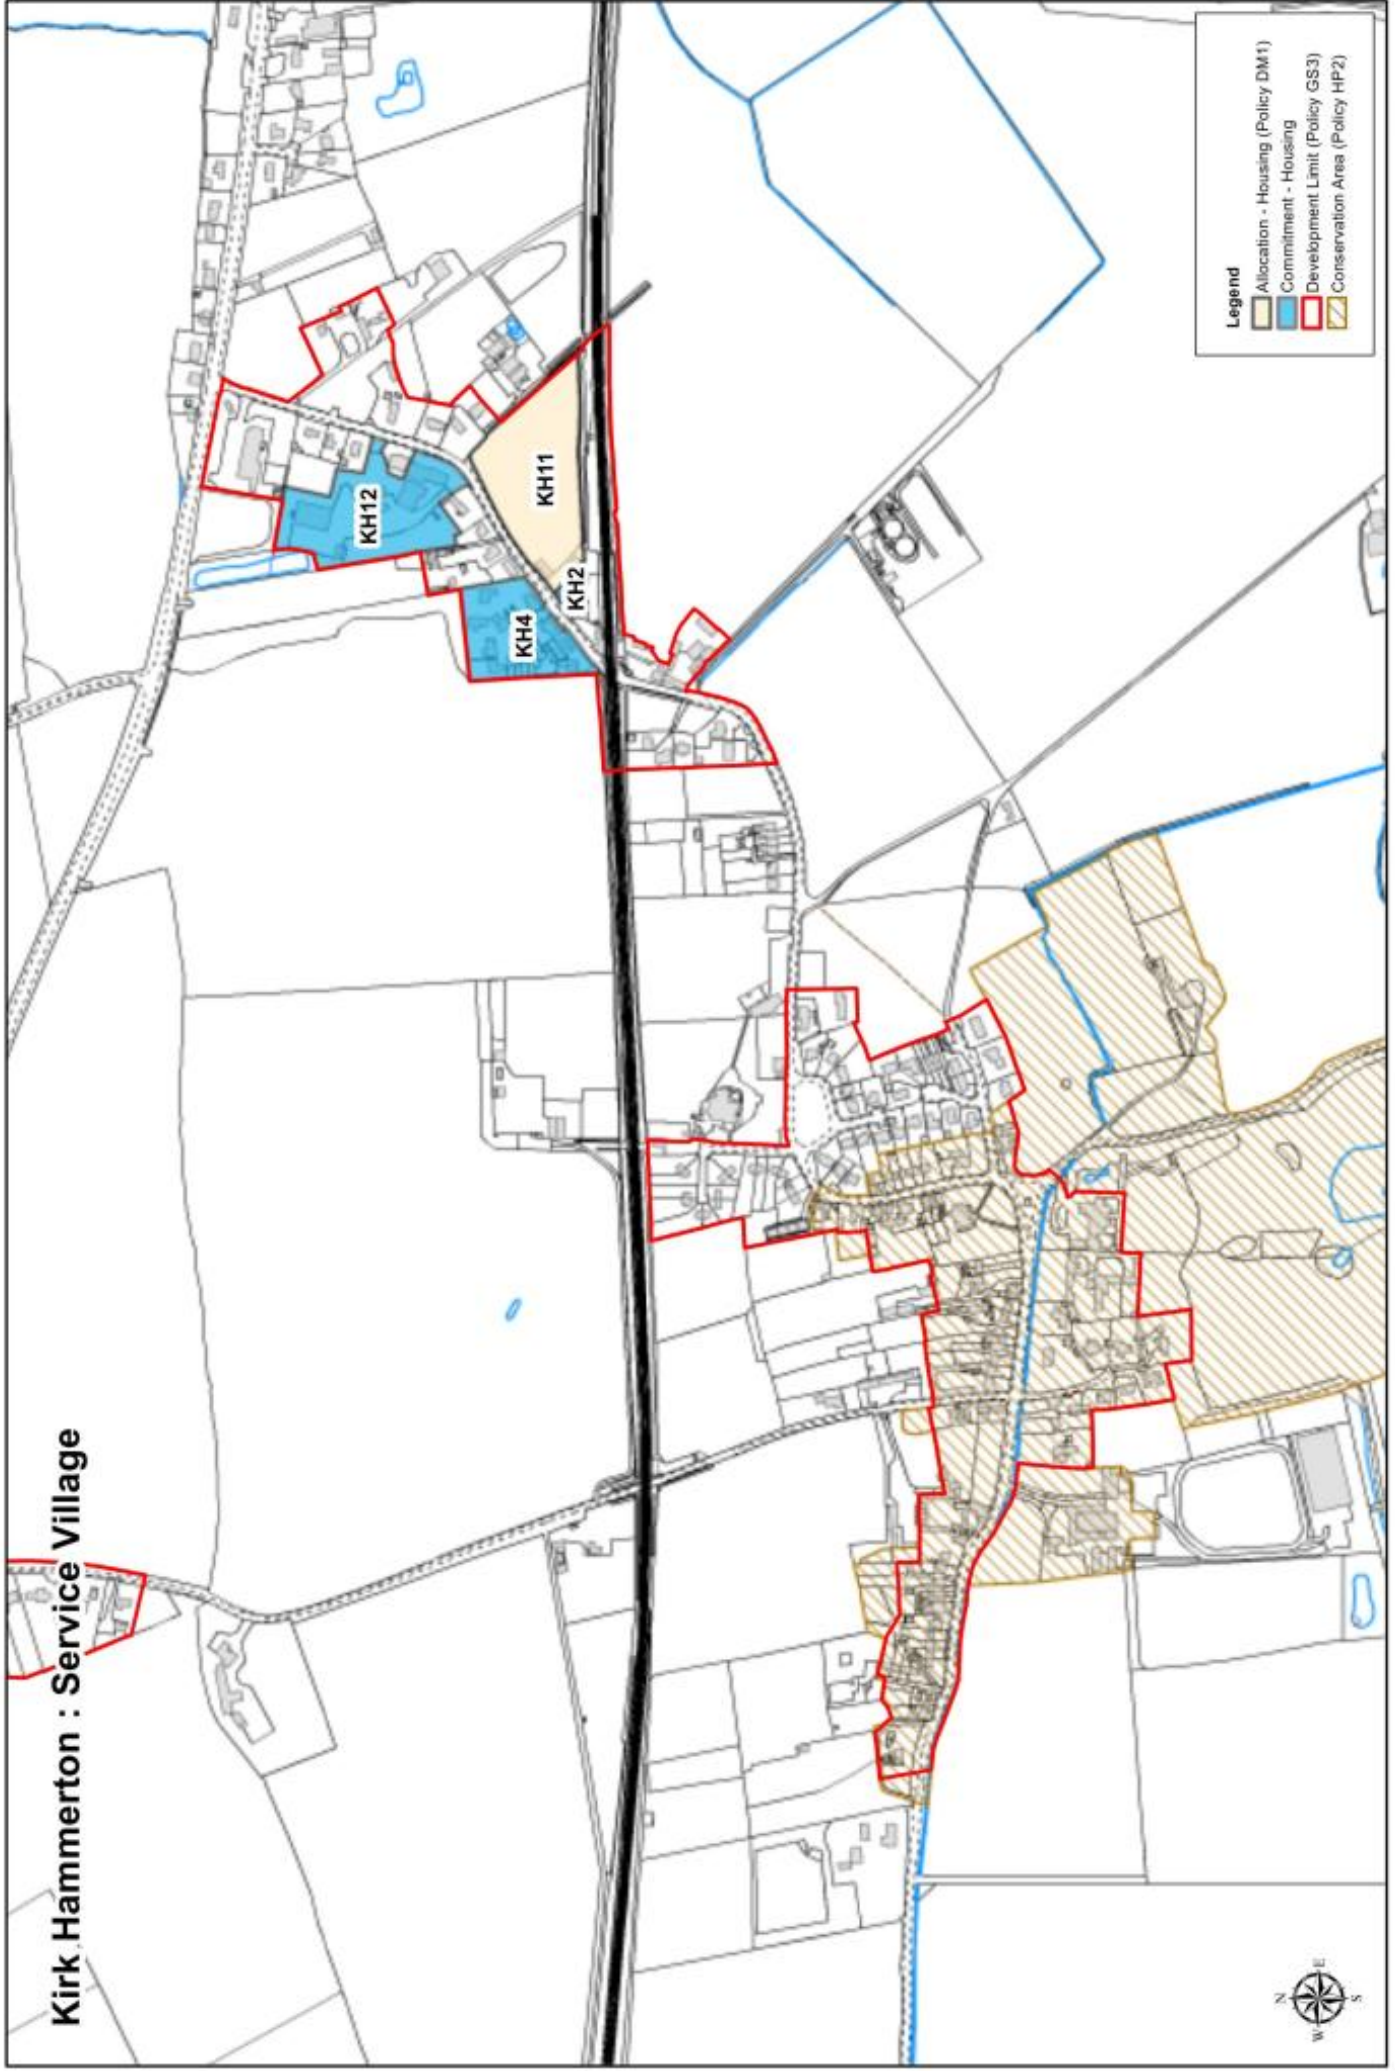 Kirk Hammerton : Service Village
KH12
KH11
KH4
KH2
Legend
Allocation - Housing (Policy DM1)
Commitment - Housing
Development Limit (Policy GS3)
Conservation Area (Policy HP2)
N
W
E
S